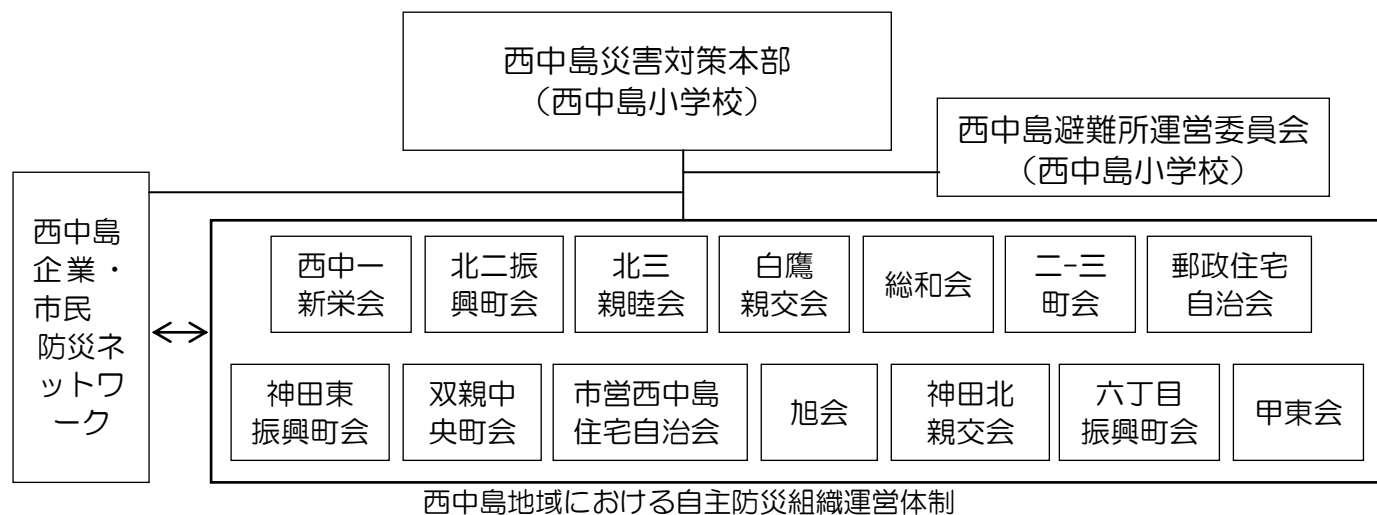 西中島災害対策本部
（西中島小学校）
西中島避難所運営委員会
（西中島小学校）
西中島
企業・
市民
防災ネ
ットワ
ーク
西中一
新栄会
北二振
興町会
北三
親睦会
白鷹
親交会
総和会
二-三
町会
郵政住宅
自治会
神田東
振興町会
双親中
央町会
市営西中島
住宅自治会
旭会
神田北
親交会
六丁目
振興町会
甲東会
西中島地域における自主防災組織運営体制